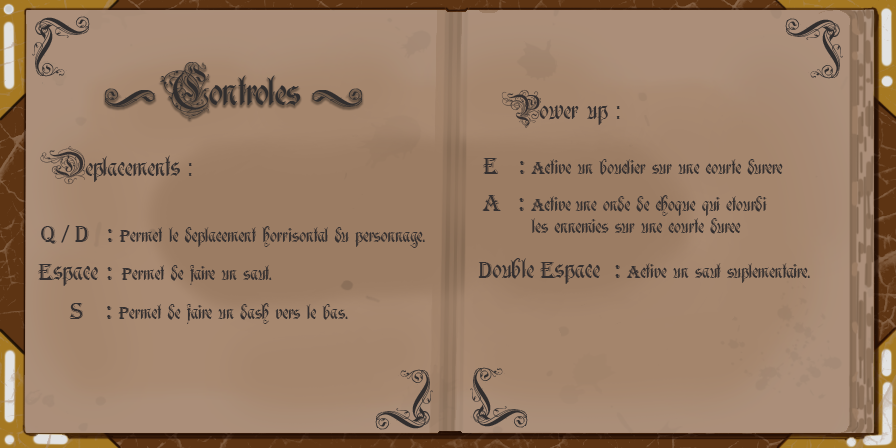 Controles
Deplacements :
Q / D : Permet le deplacement horrisontal du personnage.
Espace : Permet de faire un saut.
S : Permet de faire un dash vers le bas.
Power up :
E : Active un bouclier sur une courte durere
A : Active une onde de choque qui etourdi
les ennemies sur une courte duree
Double Espace : Active un saut suplementaire.